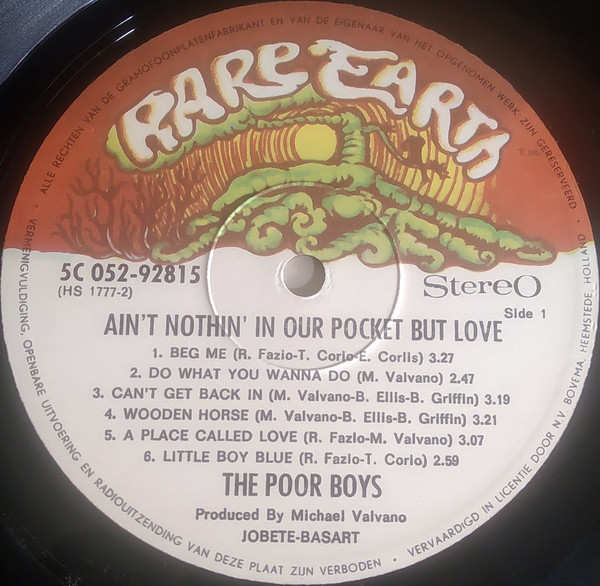 ALLE RECHTEN VAN DE GRAMOFOONPLATENFABRIKANT EN VAN DE EIGENAAR VAN HET OPGENOMEN WERK ZIJN GERESERVEERD.
RARE EARTH
5C 052-92815
(HS 1777-2)
StereO
Side 1
AIN'T NOTHIN' IN OUR POCKET BUT LOVE
1. BEG ME (R. Fazio-T. Corio-E. Corlis) 3.27
2. DO WHAT YOU WANNA DO (M. Valvano) 2.47
3. CAN'T GET BACK IN (M. Valvano-B. Ellis-B. Griffin) 3.19
4. WOODEN HORSE (M. Valvano-B. Ellis-B. Griffin) 3.21
5. A PLACE CALLED LOVE (R. Fazio-M. Valvano) 3.07
6. LITTLE BOY BLUE (R. Fazio-T. Corio) 2.59
THE POOR BOYS
Produced By Michael Valvano
JOBETE-BASART
VERMENIGVULDIGING, OPENBARE UITVOERING EN RADIOUITZENDING VAN DEZE PLAAT ZIJN VERBODEN
• VERVAARDIGD IN LICENTIE DOOR N.V. BOVEMA, HEEMSTEDE, HOLLAND •